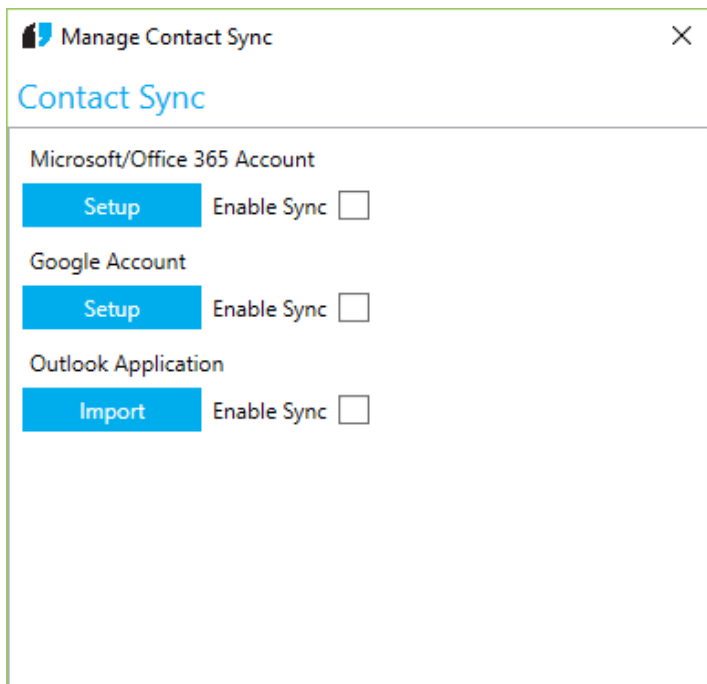 Manage Contact Sync
Contact Sync
Microsoft/Office 365 Account
Setup Enable Sync
Google Account
Setup Enable Sync
Outlook Application
Import Enable Sync